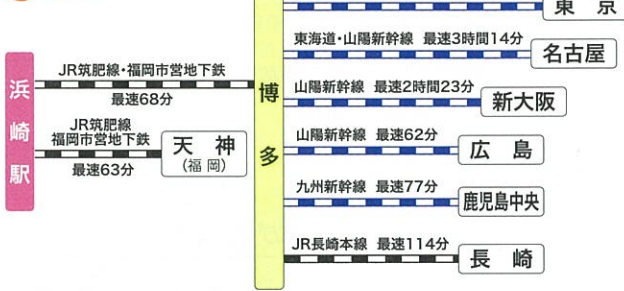 東京
東海道・山陽新幹線 最速3時間14分
名古屋
浜崎駅
JR筑肥線・福岡市営地下鉄
最速68分
博多
山陽新幹線 最速2時間23分
新大阪
JR筑肥線
福岡市営地下鉄
最速63分
天神
(福岡)
山陽新幹線 最速62分
広島
九州新幹線 最速77分
鹿児島中央
JR長崎本線 最速114分
長崎